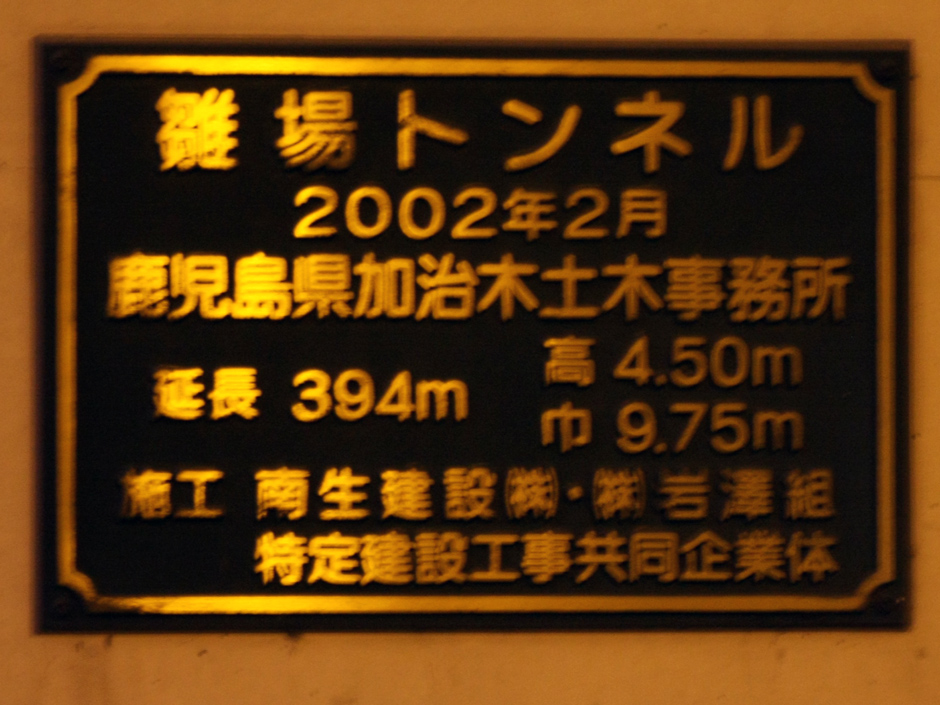 雛場トンネル
2002年2月
鹿児島県加治木土木事務所
延長 394m 高 4.50m
巾 9.75m
施工 南生建設㈱・㈱岩澤組
特定建設工事共同企業体